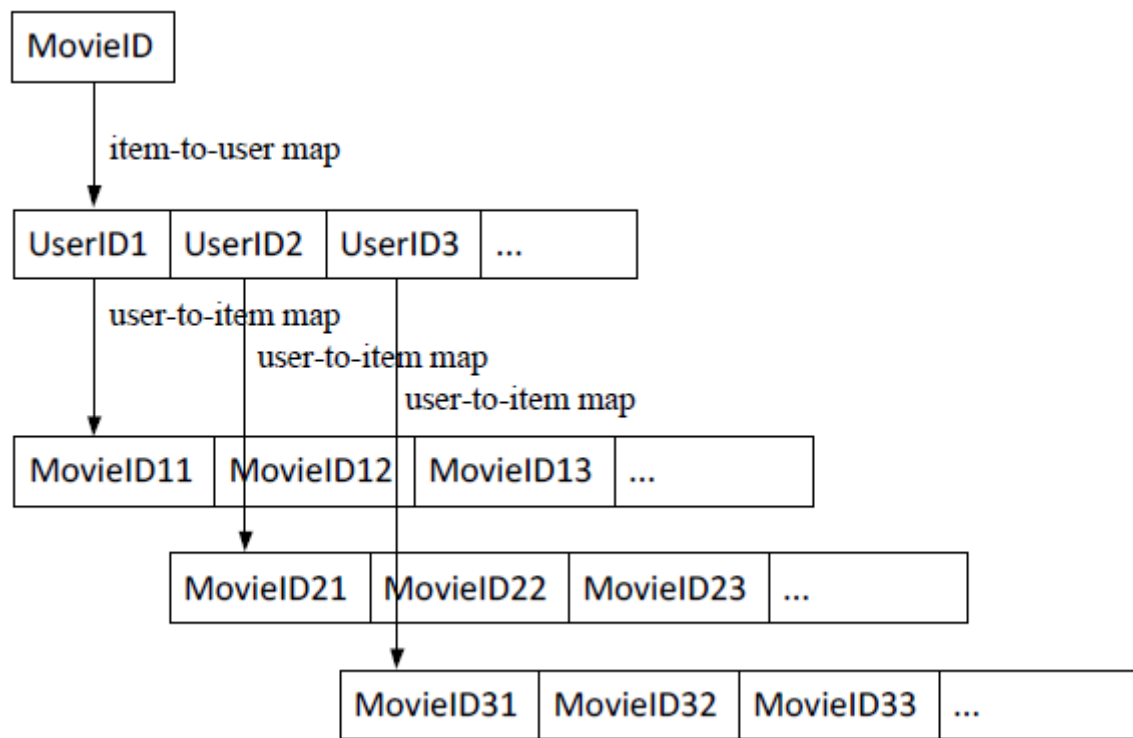 MovieID
item-to-user map
UserID1 UserID2 UserID3 ...
user-to-item map
user-to-item map
user-to-item map
MovieID11 MovieID12 MovieID13 ...
MovieID21 MovieID22 MovieID23 ...
MovieID31 MovieID32 MovieID33 ...